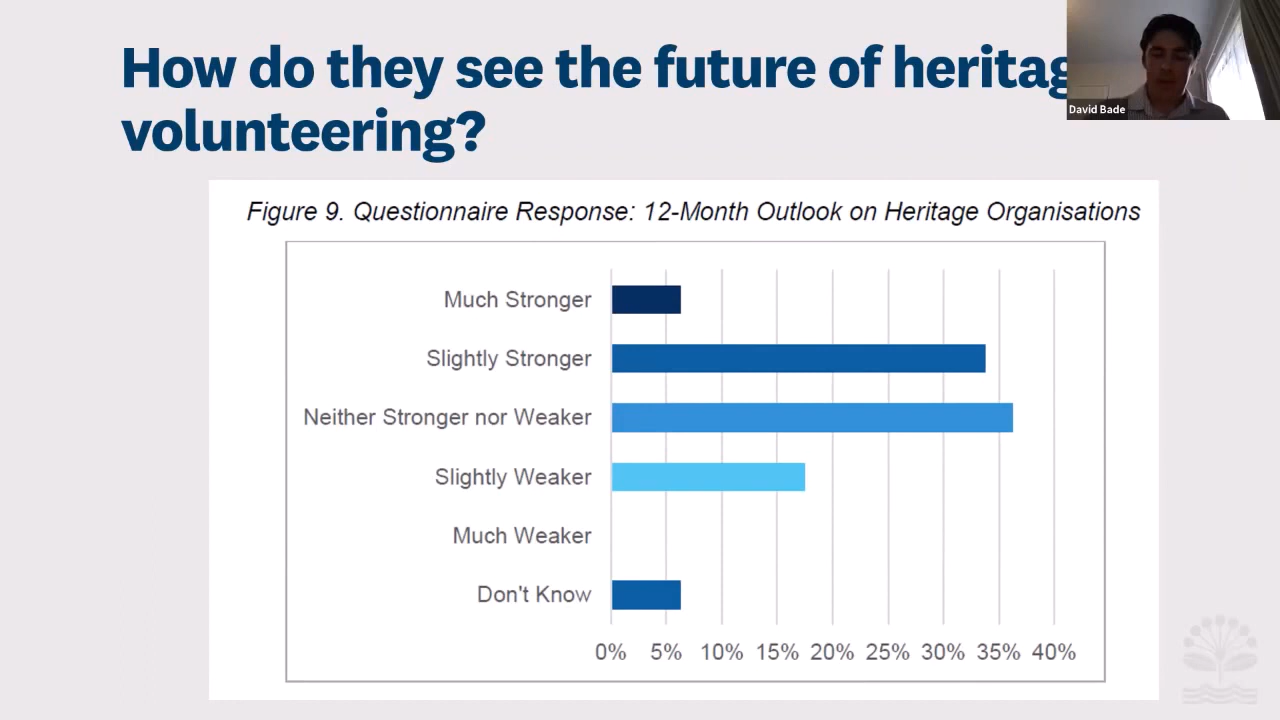 How do they see the future of heritag
volunteering?
David Bade
Figure 9. Questionnaire Response: 12-Month Outlook on Heritage Organisations
Much Stronger
Slightly Stronger
Neither Stronger nor Weaker
Slightly Weaker
Much Weaker
Don't Know
0% 5% 10% 15% 20% 25% 30% 35% 40%